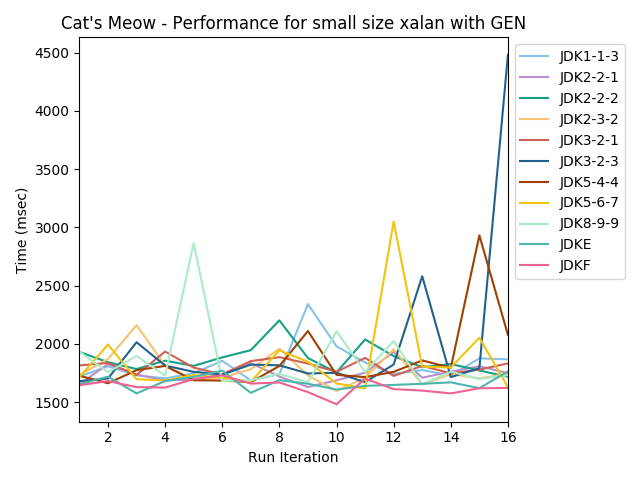 Cat's Meow - Performance for small size xalan with GEN
4500
4000
3500
3000
2500
2000
1500
Time (msec)
2 4 6 8 10 12 14 16
Run Iteration
JDK1-1-3
JDK2-2-1
JDK2-2-2
JDK2-3-2
JDK3-2-1
JDK3-2-3
JDK5-4-4
JDK5-6-7
JDK8-9-9
JDKE
JDKF